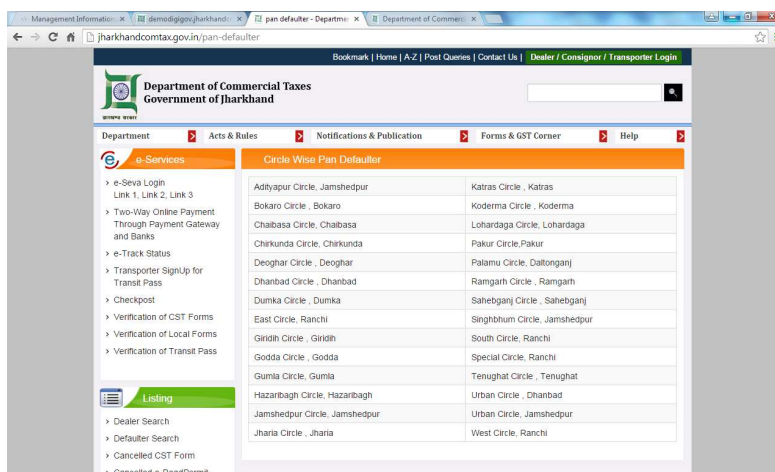 Management Information
demodigigov.jharkhand
pan defaulter - Departme
Department of Commerc
jharkhandcomtax.gov.in/pan-defaulter
Bookmark | Home | A-Z | Post Queries | Contact Us | Dealer / Consignor / Transporter Login
Department of Commercial Taxes
Government of Jharkhand
झारखण्ड सरकार
Department
Acts & Rules
Notifications & Publication
Forms & GST Corner
Help
e-Services
e-Seva Login
Link 1, Link 2, Link 3
Two-Way Online Payment
Through Payment Gateway
and Banks
e-Track Status
Transporter SignUp for
Transit Pass
Checkpost
Verification of CST Forms
Verification of Local Forms
Verification of Transit Pass
Listing
Dealer Search
Defaulter Search
Cancelled CST Form
Cancelled e-RoadPermit
Circle Wise Pan Defaulter
Adityapur Circle, Jamshedpur
Katras Circle , Katras
Bokaro Circle , Bokaro
Koderma Circle , Koderma
Chaibasa Circle, Chaibasa
Lohardaga Circle, Lohardaga
Chirkunda Circle, Chirkunda
Pakur Circle,Pakur
Deoghar Circle , Deoghar
Palamu Circle, Daltonganj
Dhanbad Circle , Dhanbad
Ramgarh Circle , Ramgarh
Dumka Circle , Dumka
Sahebganj Circle , Sahebganj
East Circle, Ranchi
Singhbhum Circle, Jamshedpur
Giridih Circle , Giridih
South Circle, Ranchi
Godda Circle , Godda
Special Circle, Ranchi
Gumla Circle, Gumla
Tenughat Circle , Tenughat
Hazaribagh Circle, Hazaribagh
Urban Circle , Dhanbad
Jamshedpur Circle, Jamshedpur
Urban Circle, Jamshedpur
Jharia Circle , Jharia
West Circle, Ranchi